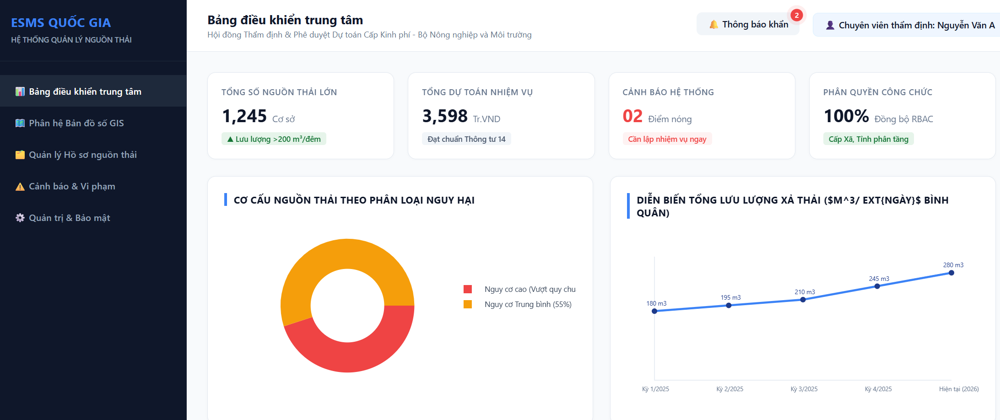 ESMS QUỐC GIA
HỆ THỐNG QUẢN LÝ NGUỒN THẢI
Bảng điều khiển trung tâm
Phân hệ Bản đồ số GIS
Quản lý Hồ sơ nguồn thải
Cảnh báo & Vi phạm
Quản trị & Bảo mật
Bảng điều khiển trung tâm
Hội đồng Thẩm định & Phê duyệt Dự toán Cấp Kinh phí - Bộ Nông nghiệp và Môi trường
Thông báo khẩn
2
Chuyên viên thẩm định: Nguyễn Văn A
TỔNG SỐ NGUỒN THẢI LỚN
1,245 Cơ sở
▲ Lưu lượng >200 m³/đêm
TỔNG DỰ TOÁN NHIỆM VỤ
3,598 Tr.VND
Đạt chuẩn Thông tư 14
CẢNH BÁO HỆ THỐNG
02 Điểm nóng
Cần lập nhiệm vụ ngay
PHÂN QUYỀN CÔNG CHỨC
100% Đồng bộ RBAC
Cấp Xã, Tỉnh phân tầng
CƠ CẤU NGUỒN THẢI THEO PHÂN LOẠI NGUY HẠI
Nguy cơ cao (Vượt quy chu
Nguy cơ Trung bình (55%)
DIỄN BIẾN TỔNG LƯU LƯỢNG XẢ THẢI ($M^3/ EXT{NGÀY}$ BÌNH
QUÂN)
180 m3
195 m3
210 m3
245 m3
280 m3
Kỳ 1/2025
Kỳ 2/2025
Kỳ 3/2025
Kỳ 4/2025
Hiện tại (2026)